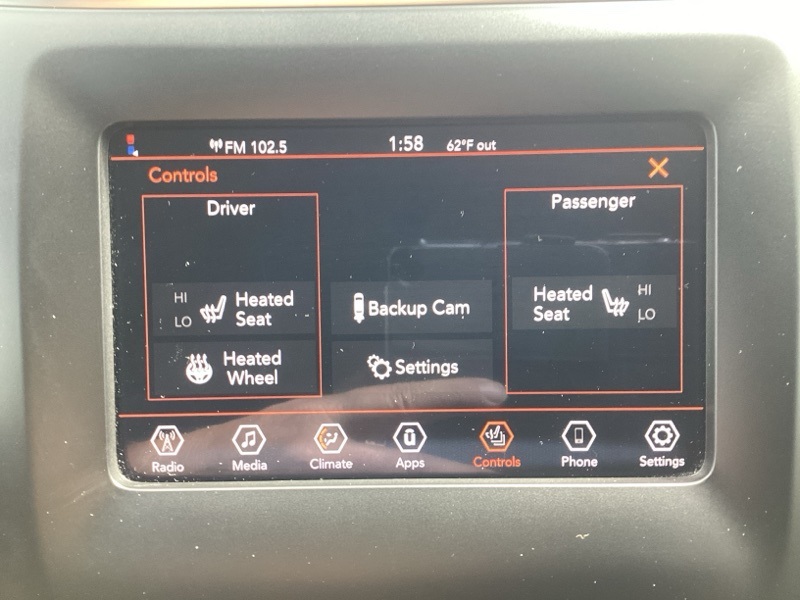 FM 102.5 1:58 62°F out
Controls
Driver
HI
LO
Heated
Seat
Heated
Wheel
Backup Cam
Settings
Passenger
Heated
Seat
HI
LO
Radio Media Climate Apps Controls Phone Settings